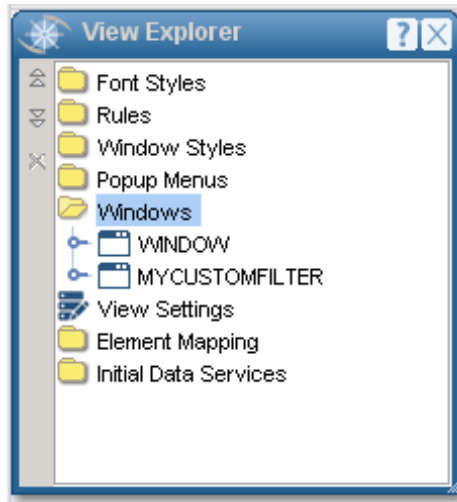 View Explorer ?
Font Styles
Rules
Window Styles
Popup Menus
Windows
WINDOW
MYCUSTOMFILTER
View Settings
Element Mapping
Initial Data Services